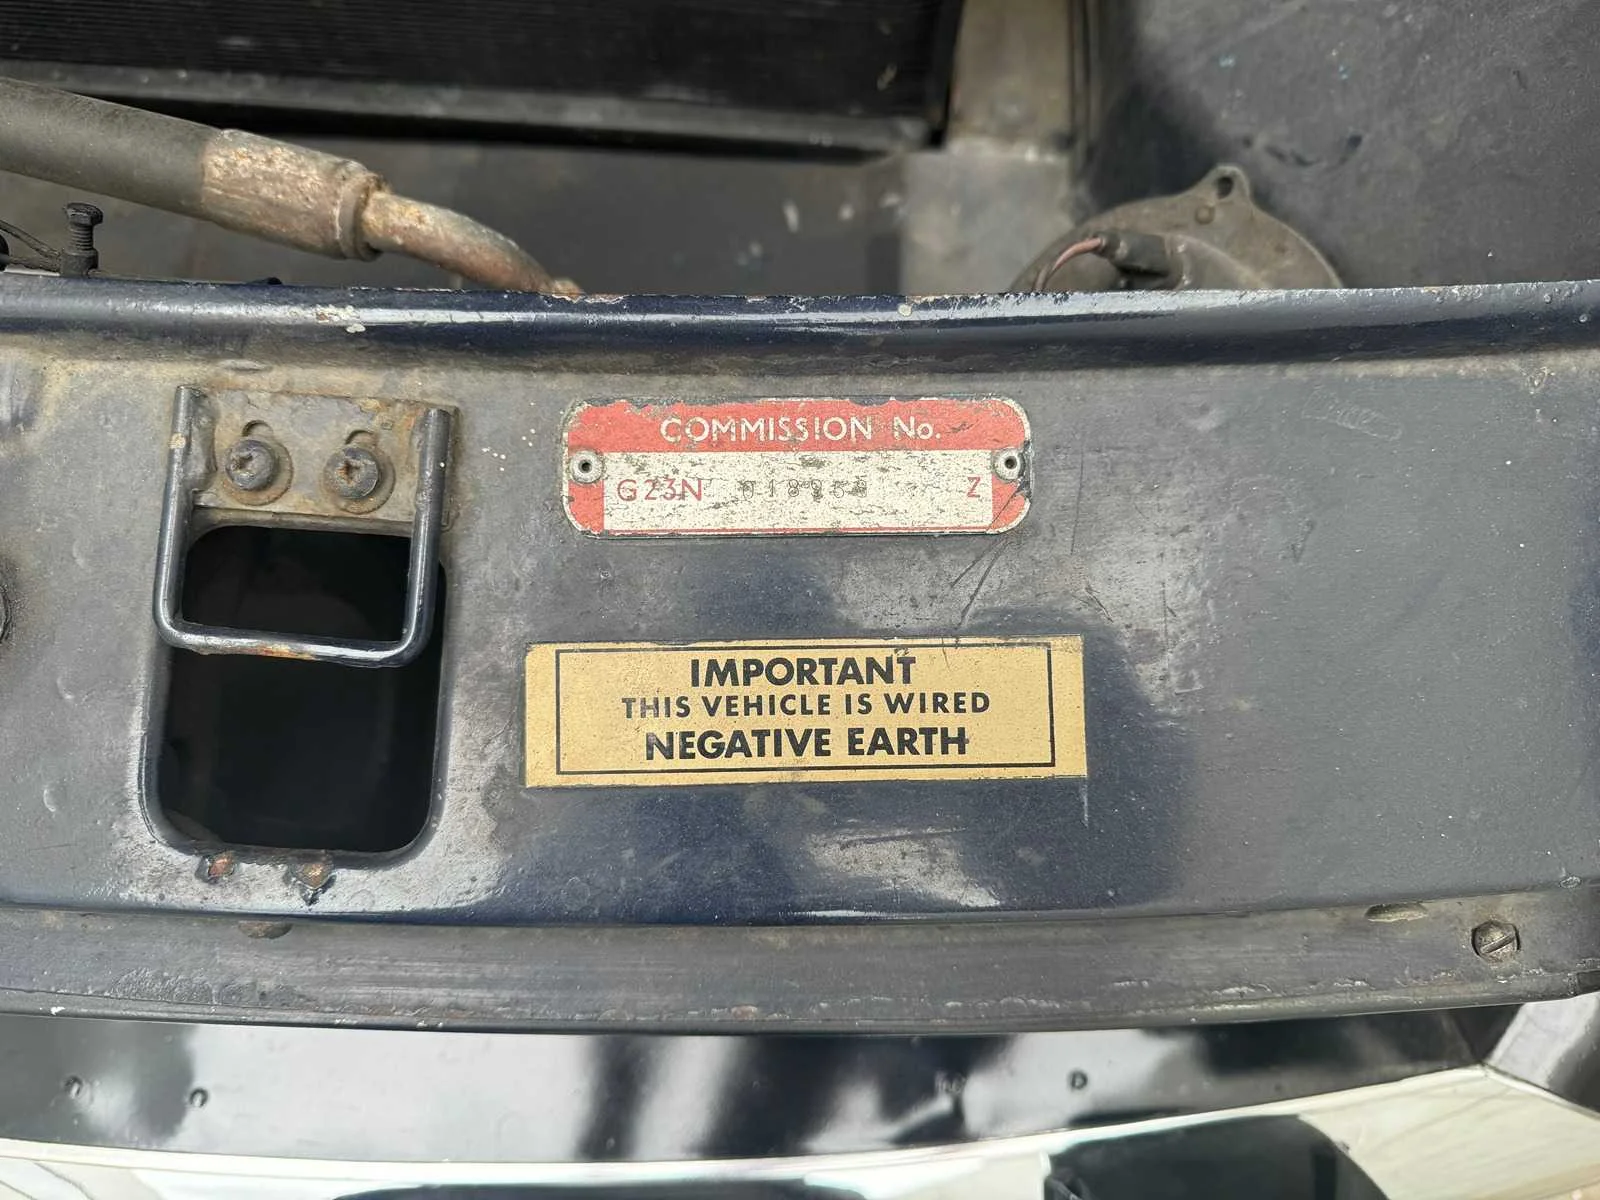 COMMISSION No.
G23N Z
IMPORTANT
THIS VEHICLE IS WIRED
NEGATIVE EARTH